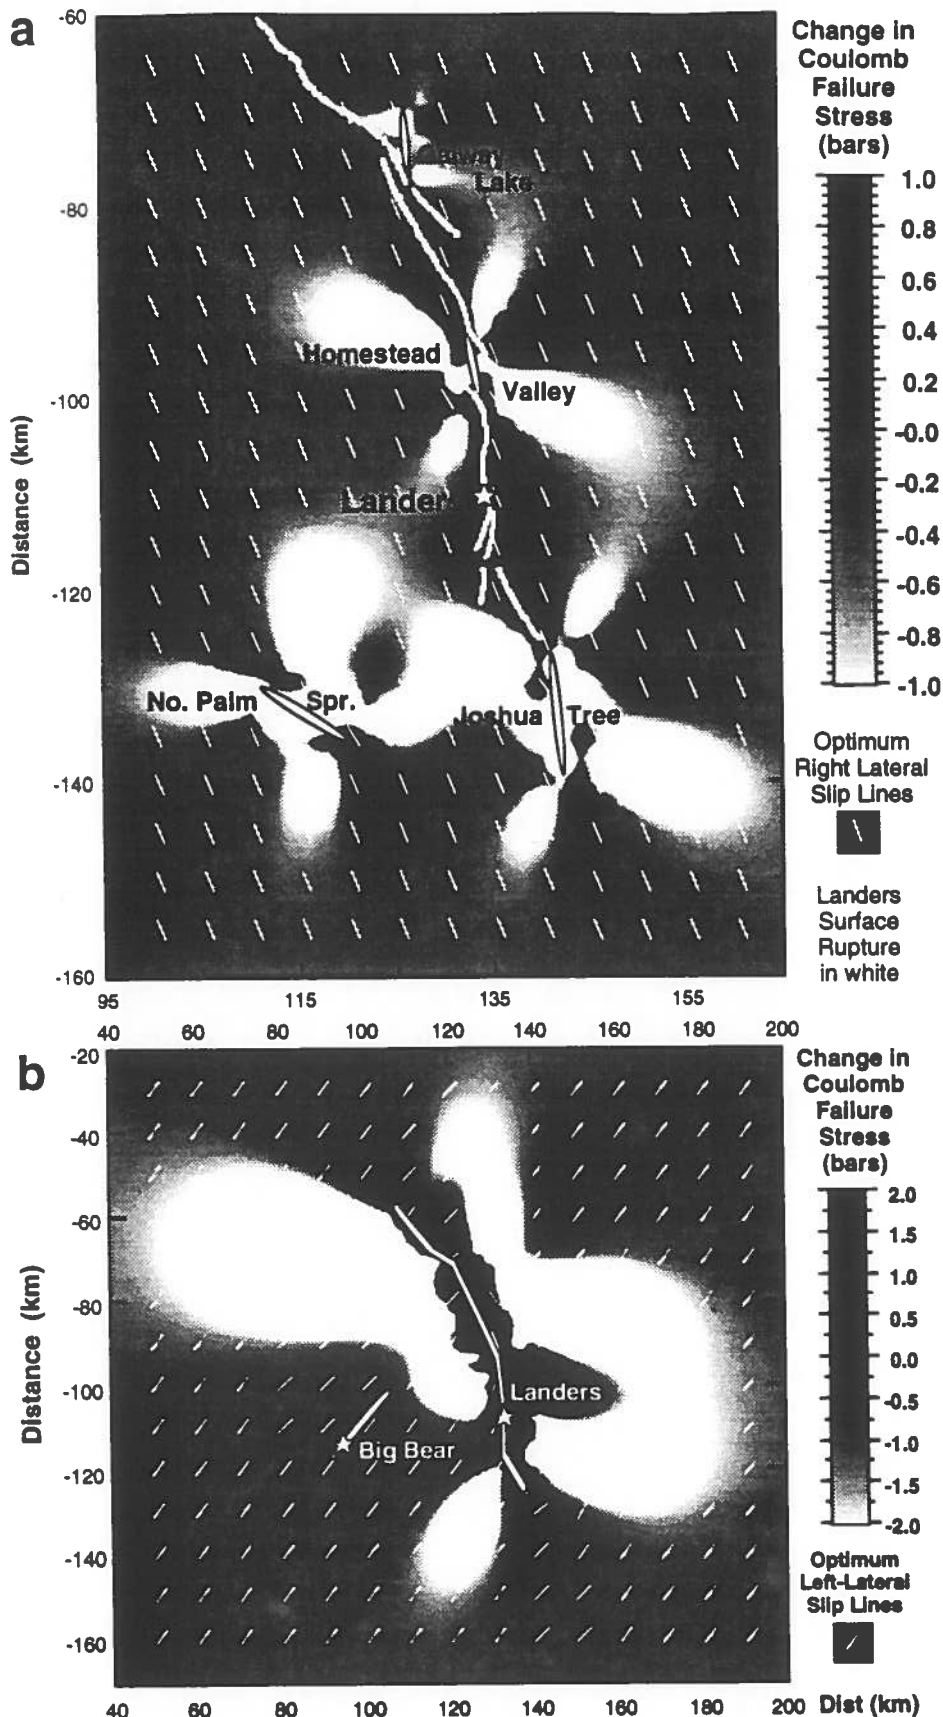 a
-60
-80
-100
-120
-140
-160
Distance (km)
Lake
Homestead
Valley
Lander
No. Palm
Spr.
Joshua
Tree
95
115
135
155
Change in
Coulomb
Failure
Stress
(bars)
1.0
0.8
0.6
0.4
0.2
-0.0
-0.2
-0.4
-0.6
-0.8
-1.0
Optimum
Right Lateral
Slip Lines
Landers
Surface
Rupture
in white
40
60
80
100
120
140
160
180
200
b
-20
-40
-60
-80
-100
-120
-140
-160
Distance (km)
Landers
Big Bear
Change in
Coulomb
Failure
Stress
(bars)
2.0
1.5
1.0
0.5
0.0
-0.5
-1.0
-1.5
-2.0
Optimum
Left-Lateral
Slip Lines
40
60
80
100
120
140
160
180
200
Dist (km)